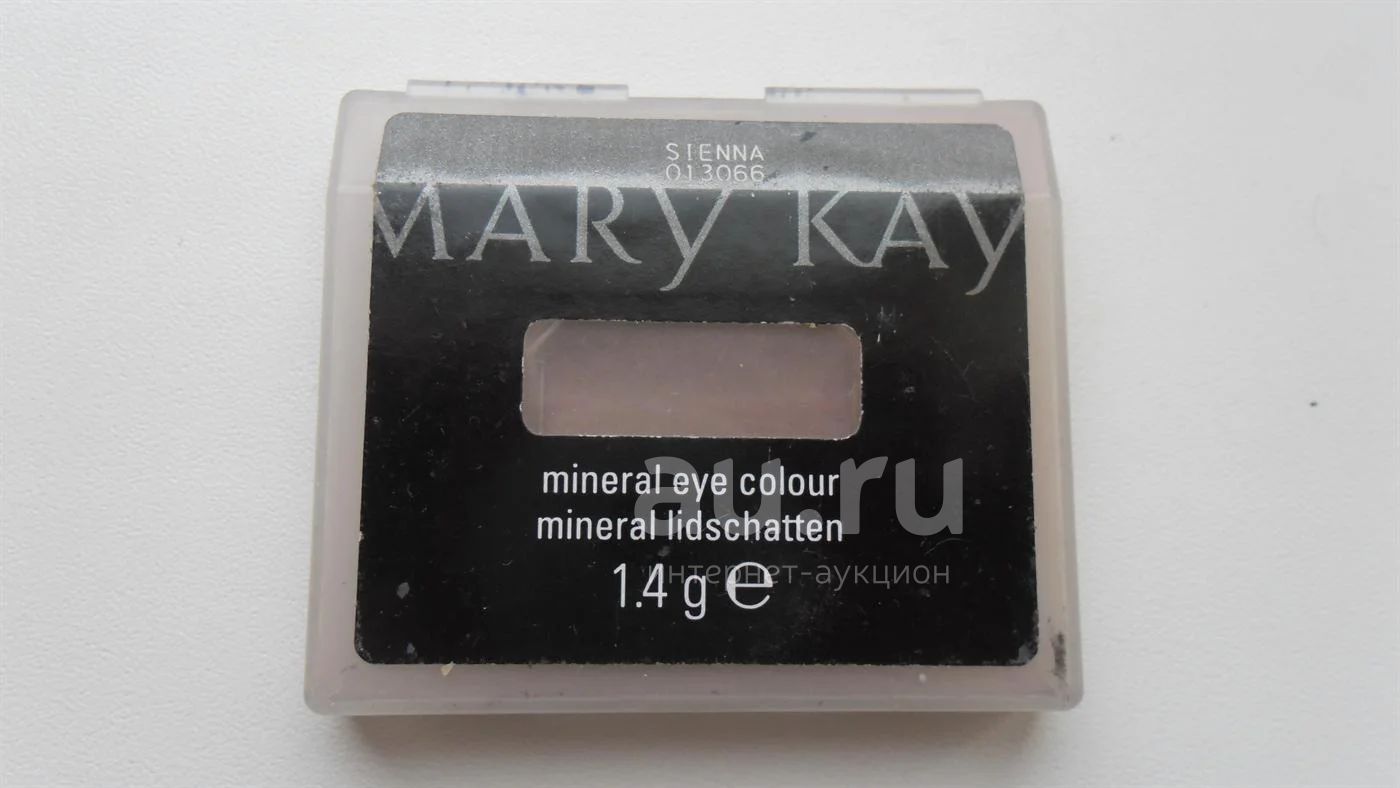 SIENNA
013066
MARY KAY
mineral eye colour
mineral lidschatten
1.4 g ℮
au.ru
интернет-аукцион